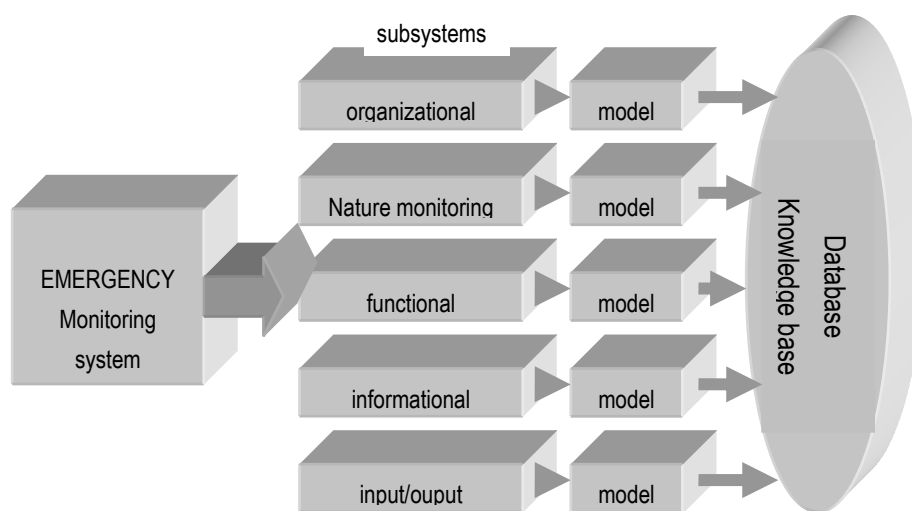 subsystems
organizational
model
Nature monitoring
model
EMERGENCY
Monitoring
system
functional
model
informational
model
input/ouput
model
Database
Knowledge base